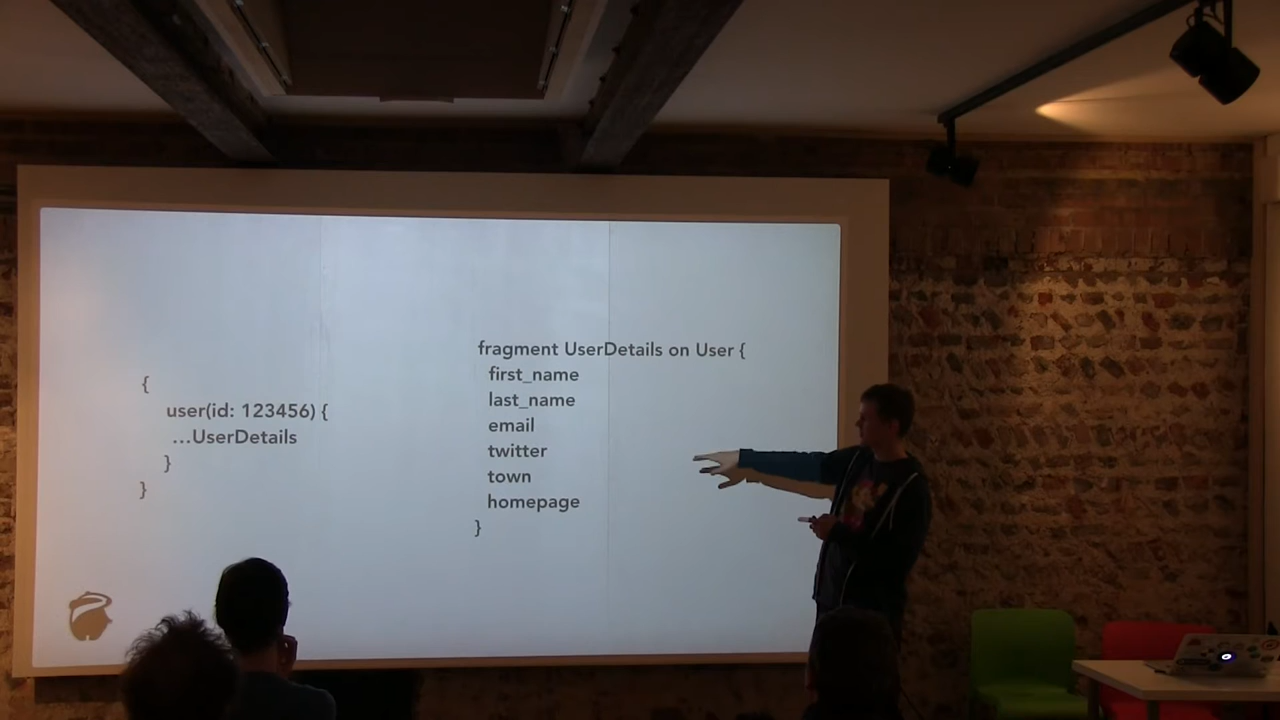 {
user(id: 123456) {
...UserDetails
}
}
fragment UserDetails on User {
first_name
last_name
email
twitter
town
homepage
}